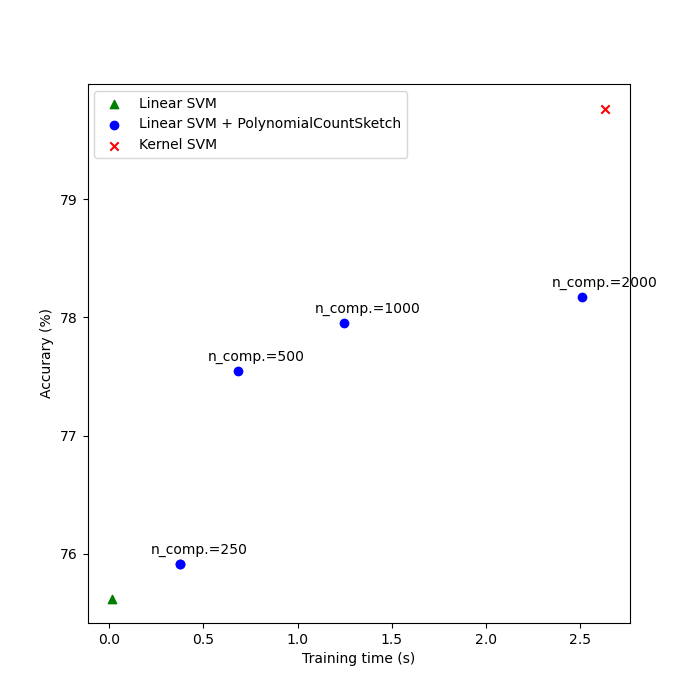 Linear SVM
Linear SVM + PolynomialCountSketch
Kernel SVM
79
n_comp.=2000
n_comp.=1000
78
n_comp.=500
77
n_comp.=250
76
Accurary (%)
0.0 0.5 1.0 1.5 2.0 2.5
Training time (s)